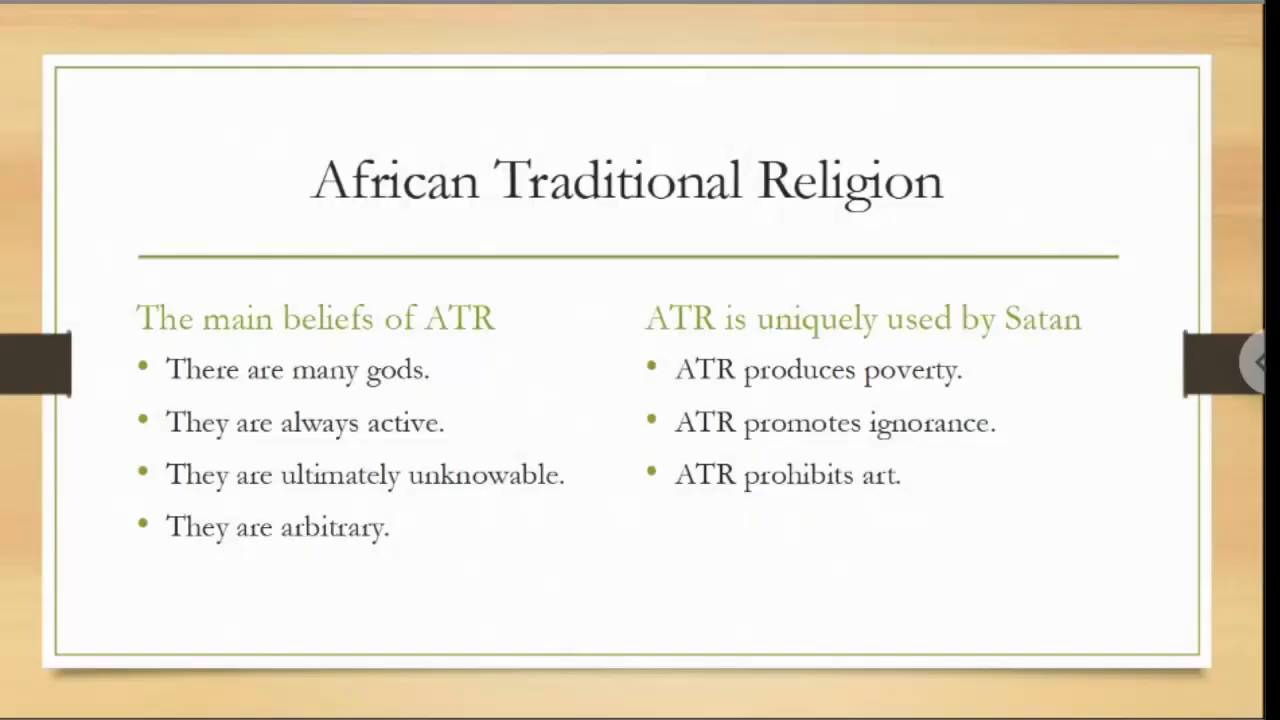 African Traditional Religion
The main beliefs of ATR
There are many gods.
They are always active.
They are ultimately unknowable.
They are arbitrary.
ATR is uniquely used by Satan
ATR produces poverty.
ATR promotes ignorance.
ATR prohibits art.